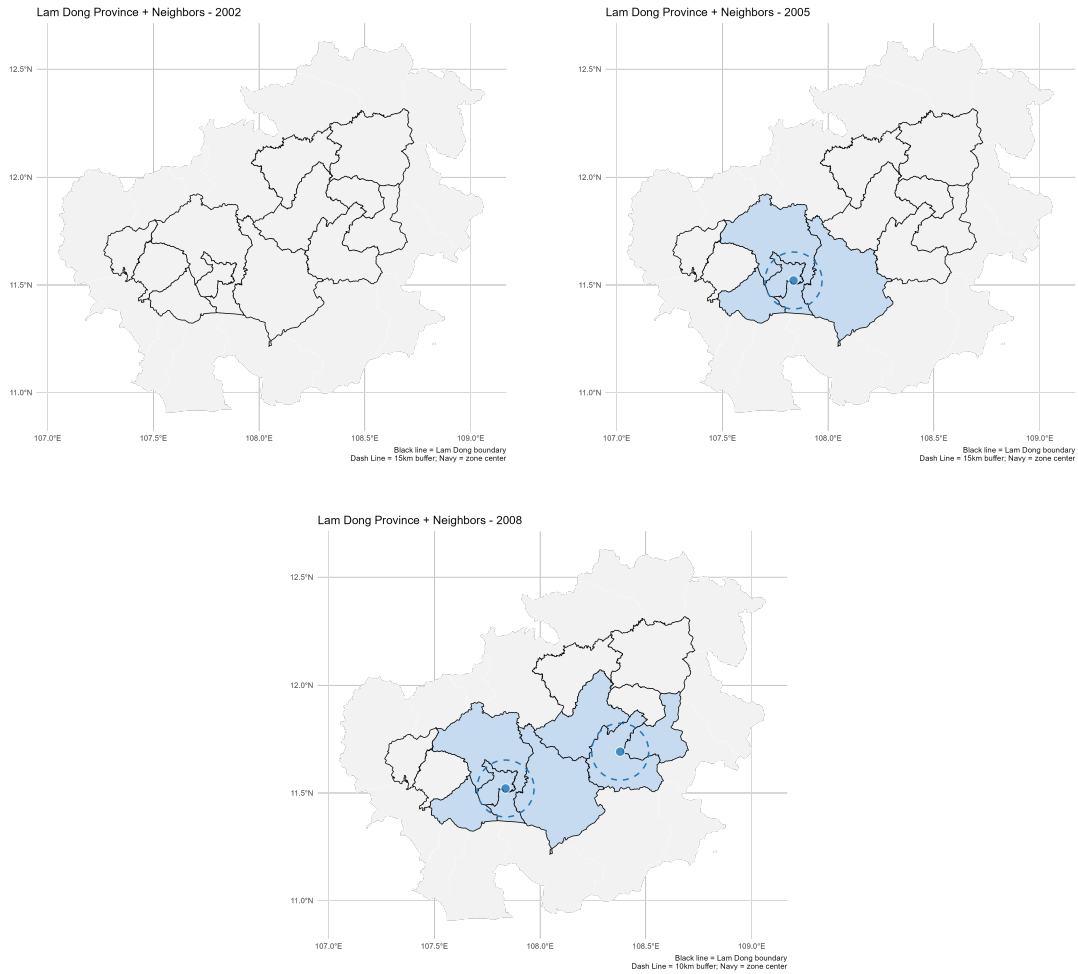 Lam Dong Province + Neighbors - 2002
12.5°N
12.0°N
11.5°N
11.0°N
107.0°E 107.5°E 108.0°E 108.5°E 109.0°E
Black line = Lam Dong boundary
Dash Line = 15km buffer; Navy = zone center
Lam Dong Province + Neighbors - 2005
12.5°N
12.0°N
11.5°N
11.0°N
107.0°E 107.5°E 108.0°E 108.5°E 109.0°E
Black line = Lam Dong boundary
Dash Line = 15km buffer; Navy = zone center
Lam Dong Province + Neighbors - 2008
12.5°N
12.0°N
11.5°N
11.0°N
107.0°E 107.5°E 108.0°E 108.5°E 109.0°E
Black line = Lam Dong boundary
Dash Line = 10km buffer; Navy = zone center